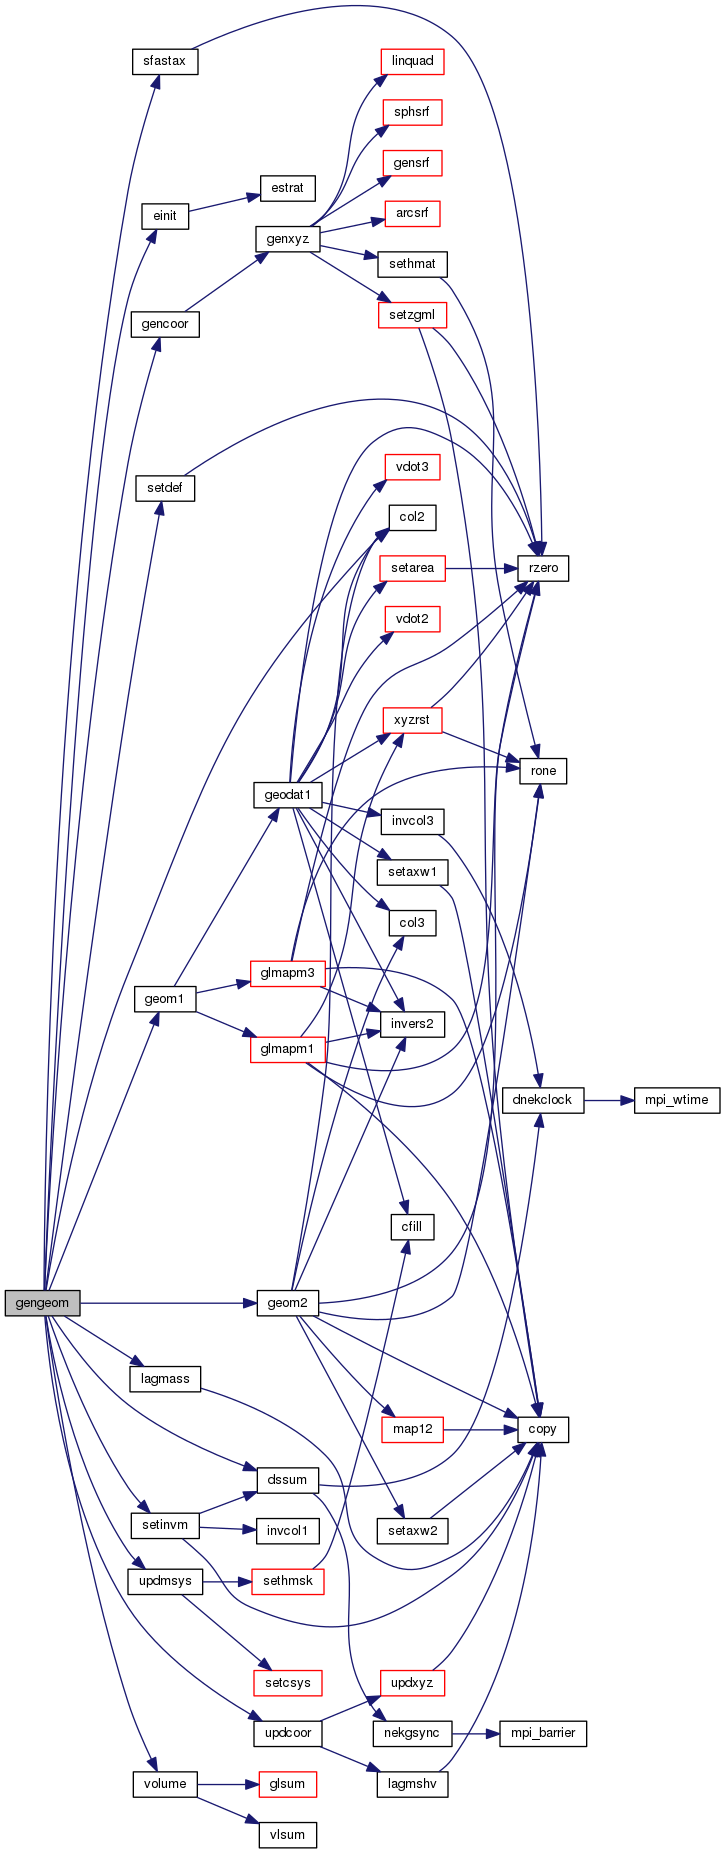 sfastax
linquad
sphsrf
gensrf
estrat
einit
arcsrf
genxyz
sethmat
setzgml
gencoor
vdot3
setdef
col2
setarea
rzero
vdot2
xyzrst
rone
geodat1
invcol3
setaxw1
col3
glmapm3
geom1
invers2
glmapm1
dnekclock
mpi_wtime
cfill
gengeom
geom2
lagmass
map12
copy
dssum
setinvm
invcol1
setaxw2
updmsys
sethmsk
setcsys
updxyz
updcoor
nekgsync
mpi_barrier
volume
glsum
lagmshv
vlsum